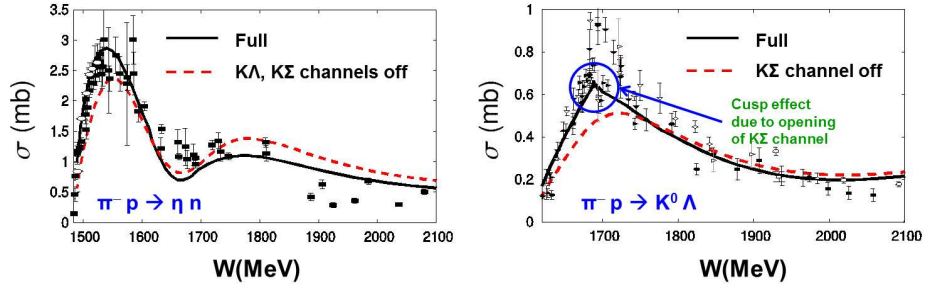 3.5
3
2.5
2
1.5
1
0.5
0
σ (mb)
Full
KΛ, KΣ channels off
π⁻ p → η n
1500
1600
1700
1800
1900
2000
2100
W(MeV)
1
0.8
0.6
0.4
0.2
0
σ (mb)
Full
KΣ channel off
Cusp effect
due to opening
of KΣ channel
π⁻ p → K⁰ Λ
1700
1800
1900
2000
2100
W(MeV)